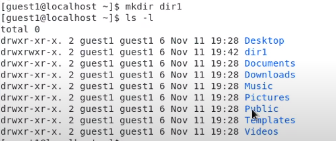 [guest1@localhost ~]$ mkdir dir1
[guest1@localhost ~]$ ls -l
total 0
drwxr-xr-x. 2 guest1 guest1 6 Nov 11 19:28 Desktop
drwxrwxr-x. 2 guest1 guest1 6 Nov 11 19:42 dir1
drwxr-xr-x. 2 guest1 guest1 6 Nov 11 19:28 Documents
drwxr-xr-x. 2 guest1 guest1 6 Nov 11 19:28 Downloads
drwxr-xr-x. 2 guest1 guest1 6 Nov 11 19:28 Music
drwxr-xr-x. 2 guest1 guest1 6 Nov 11 19:28 Pictures
drwxr-xr-x. 2 guest1 guest1 6 Nov 11 19:28 Public
drwxr-xr-x. 2 guest1 guest1 6 Nov 11 19:28 Templates
drwxr-xr-x. 2 guest1 guest1 6 Nov 11 19:28 Videos